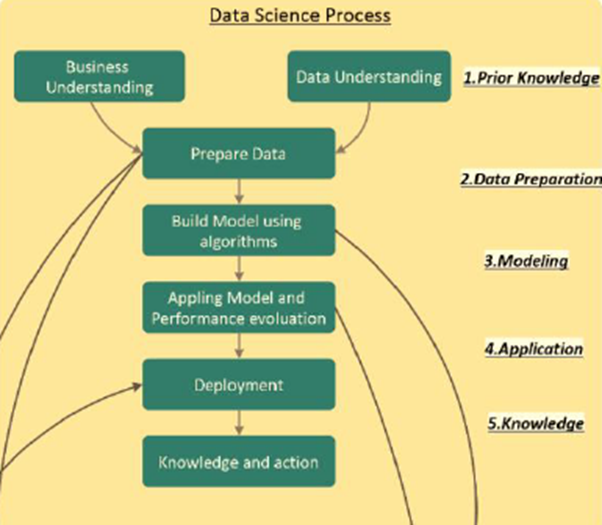 Data Science Process
Business
Understanding
Data Understanding
1.Prior Knowledge
Prepare Data
2.Data Preparation
Build Model using
algorithms
3.Modeling
Appling Model and
Performance evoluation
4.Application
Deployment
5.Knowledge
Knowledge and action